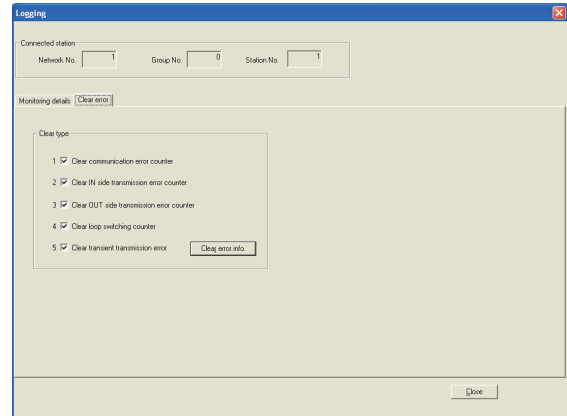 Logging
Connected station
Network No. 1 Group No. 0 Station No. 1
Monitoring details Clear error
Clear type
1 Clear communication error counter
2 Clear IN side transmission error counter
3 Clear OUT side transmission error counter
4 Clear loop switching counter
5 Clear transient transmission error Clear error info.
Close